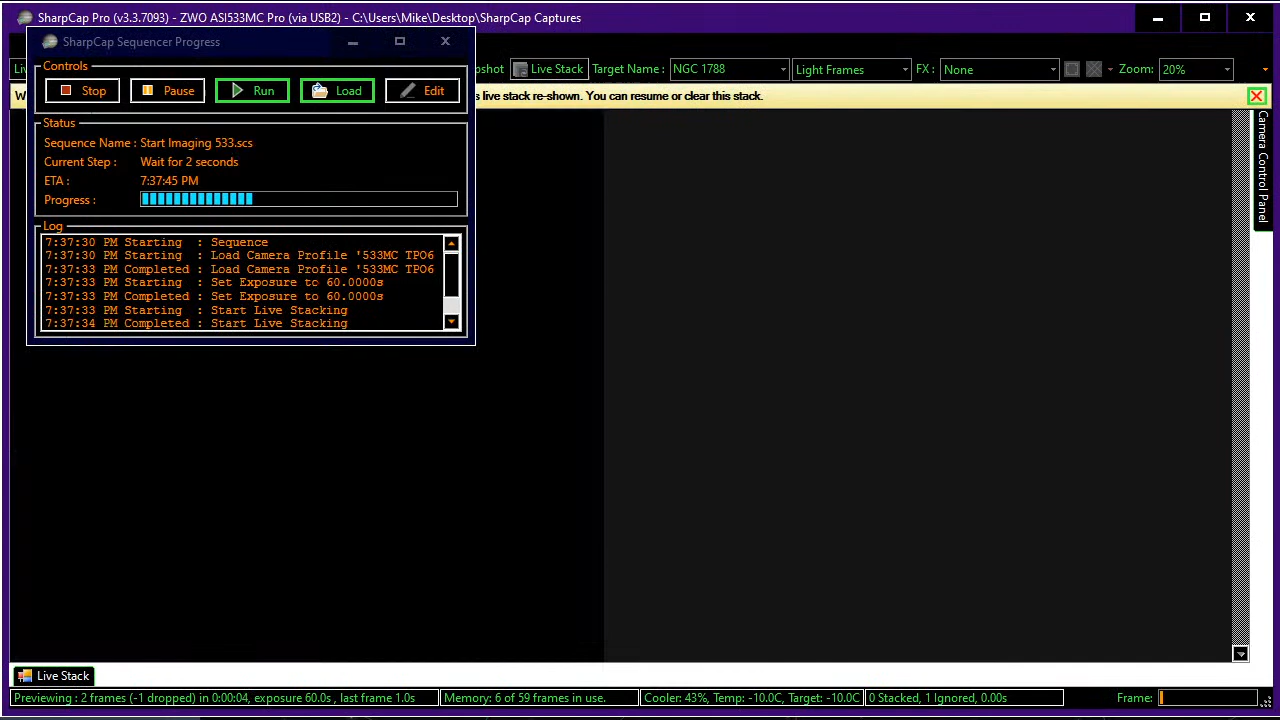 SharpCap Pro (v3.3.7093) - ZWO ASI533MC Pro (via USB2) - C:\Users\Mike\Desktop\SharpCap Captures
SharpCap Sequencer Progress
Controls
Stop Pause Run Load Edit
Status
Sequence Name : Start Imaging 533.scs
Current Step : Wait for 2 seconds
ETA : 7:37:45 PM
Progress :
Log
7:37:30 PM Starting : Sequence
7:37:30 PM Starting : Load Camera Profile '533MC TPO6
7:37:33 PM Completed : Load Camera Profile '533MC TPO6
7:37:33 PM Starting : Set Exposure to 60.0000s
7:37:33 PM Completed : Set Exposure to 60.0000s
7:37:33 PM Starting : Start Live Stacking
7:37:34 PM Completed : Start Live Stacking
Liv
pshot Live Stack Target Name : NGC 1788 Light Frames FX : None Zoom: 20%
W
s live stack re-shown. You can resume or clear this stack.
Camera Control Panel
Live Stack
Previewing : 2 frames (-1 dropped) in 0:00:04, exposure 60.0s , last frame 1.0s Memory: 6 of 59 frames in use. Cooler: 43%, Temp: -10.0C, Target: -10.0C 0 Stacked, 1 Ignored, 0.00s Frame: